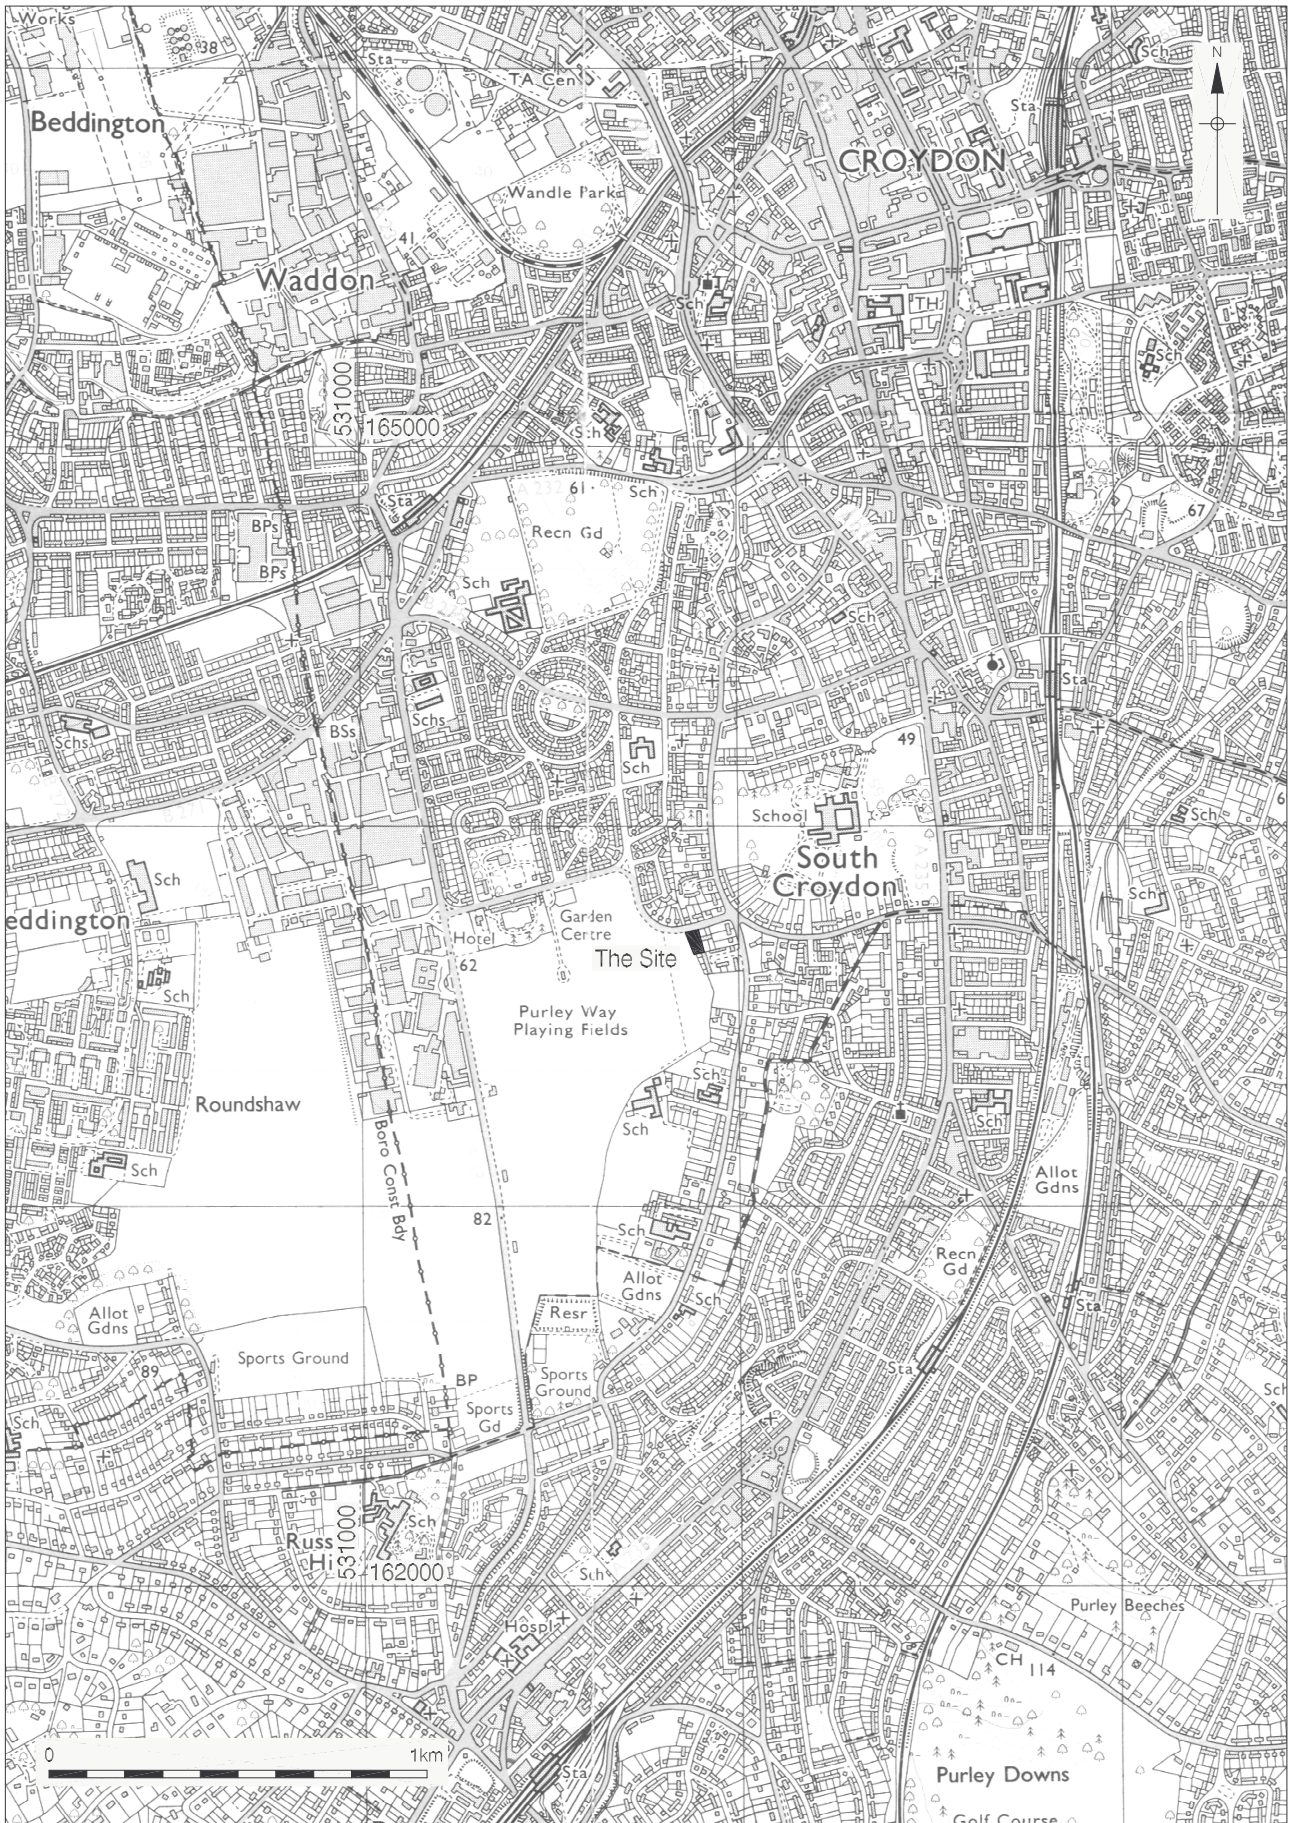 Works
38
Sta
TA Cen
Sch
N
Beddington
Sta
A 235
CROYDON
Wandle Park
41
Waddon
Sch
TH
Sch
531000
165000
Sch
A 232
61
Sch
Sta
67
BPs
Recn Gd
BPs
Sch
Sch
Sta
Schs
Schs
BSs
49
Sch
B 271
School
Sch
South
Croydon
A 235
Sch
Sch
eddington
Garden
Centre
Hotel
The Site
62
Sch
Purley Way
Playing Fields
Sch
Roundshaw
Sch
Sch
Boro Const Bdy
Sch
Allot
Gdns
82
Sch
Recn
Gd
Allot
Gdns
Sch
Sta
Allot
Gdns
Resr
Sports Ground
89
Sta
BP
Sports
Ground
Sports
Gd
Sch
Sch
531000
Sch
Russ
Hi
162000
Sch
Purley Beeches
Hospl
CH
114
0
1km
Sta
Purley Downs
Golf Course